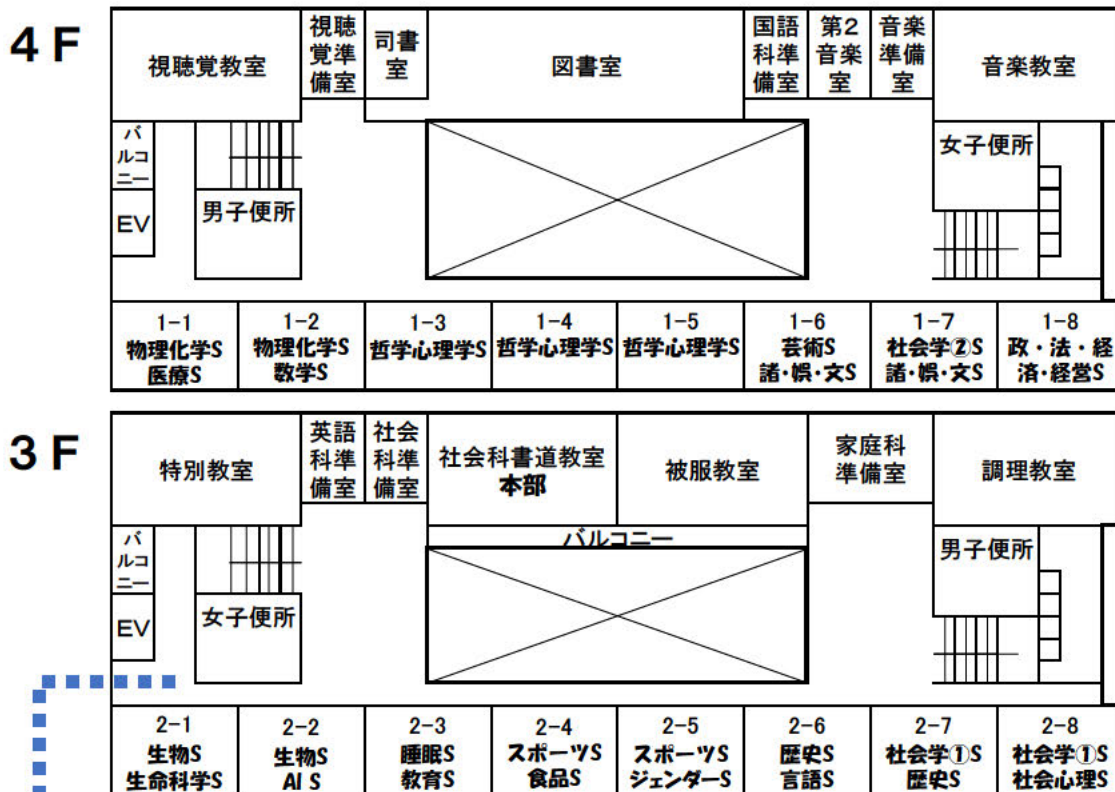 4F
視聴覚教室
視聴
覚準
備室
司書
室
図書室
国語
科準
備室
第2
音楽
室
音楽
準備
室
音楽教室
バ
ルコ
ニー
EV
男子便所
女子便所
1-1
物理化学S
医療S
1-2
物理化学S
数学S
1-3
哲学心理学S
1-4
哲学心理学S
1-5
哲学心理学S
1-6
芸術S
諸・娯・文S
1-7
社会学②S
諸・娯・文S
1-8
政・法・経
済・経営S
3F
特別教室
英語
科準
備室
社会
科準
備室
社会科書道教室
本部
被服教室
家庭科
準備室
調理教室
バルコニー
バ
ルコ
ニー
EV
女子便所
男子便所
2-1
生物S
生命科学S
2-2
生物S
AI S
2-3
睡眠S
教育S
2-4
スポーツS
食品S
2-5
スポーツS
ジェンダーS
2-6
歴史S
言語S
2-7
社会学①S
歴史S
2-8
社会学①S
社会心理S